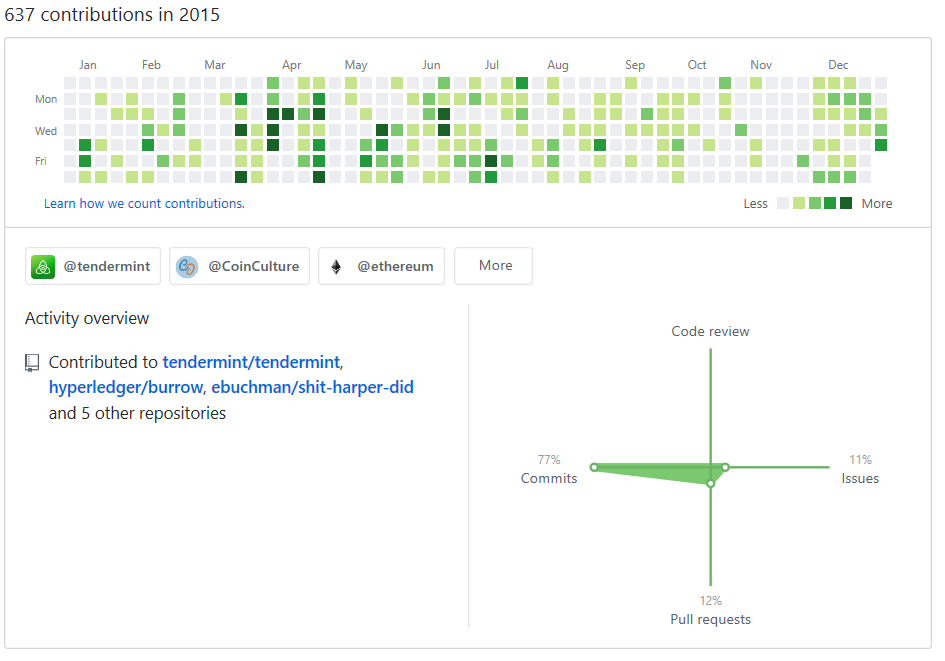 637 contributions in 2015
Jan Feb Mar Apr May Jun Jul Aug Sep Oct Nov Dec
Mon
Wed
Fri
Learn how we count contributions. Less More
@tendermint @CoinCulture @ethereum More
Activity overview
Contributed to tendermint/tendermint,
hyperledger/burrow, ebuchman/shit-harper-did
and 5 other repositories
Code review
77%
Commits
11%
Issues
12%
Pull requests